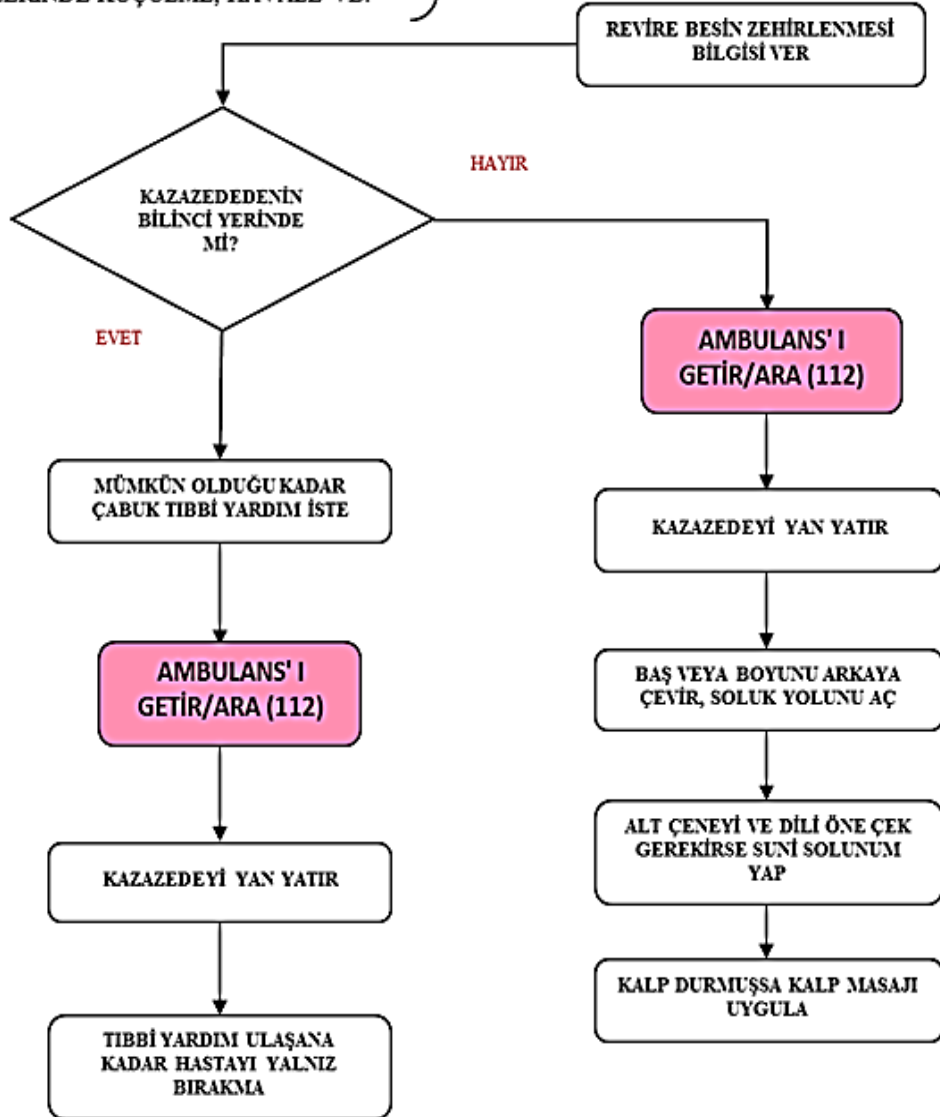 REVİRE BESİN ZEHİRLENMESİ
BİLGİSİ VER
HAYIR
KAZAZEDEDENİN
BİLİNCİ YERİNDE
Mİ?
EVET
AMBULANS' I
GETİR/ARA (112)
MÜMKÜN OLDUĞU KADAR
ÇABUK TIBBİ YARDIM İSTE
KAZAZEDEYİ YAN YATIR
AMBULANS' I
GETİR/ARA (112)
BAŞ VEYA BOYUNU ARKAYA
ÇEVİR, SOLUK YOLUNU AÇ
KAZAZEDEYİ YAN YATIR
ALT ÇENEYİ VE DİLİ ÖNE ÇEK
GEREKİRSE SUNİ SOLUNUM
YAP
TIBBİ YARDIM ULAŞANA
KADAR HASTAYI YALNIZ
BIRAKMA
KALP DURMUŞSA KALP MASAJI
UYGULA